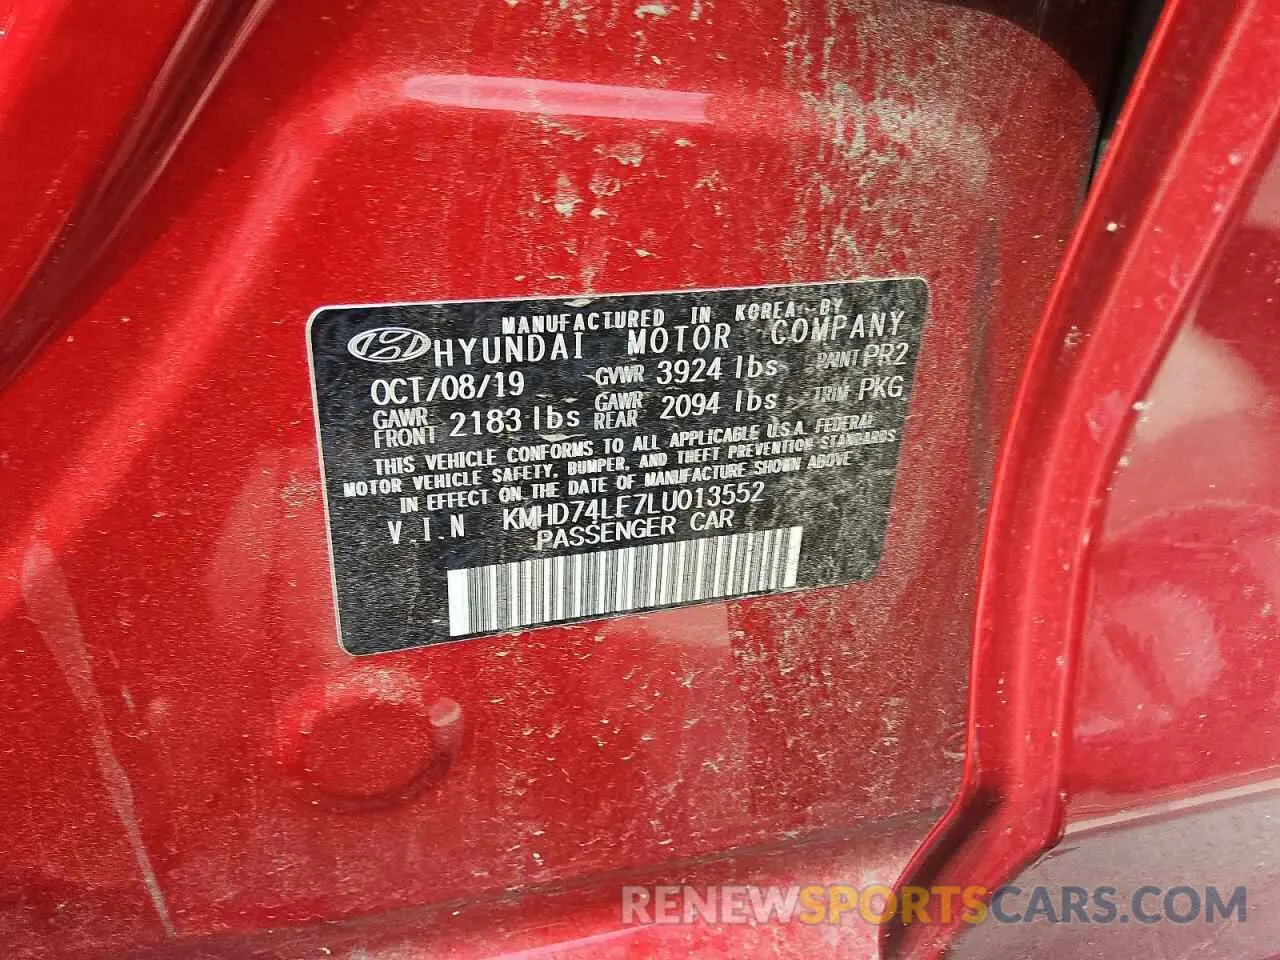 MANUFACTURED IN KOREA BY
HYUNDAI MOTOR COMPANY
OCT/08/19 GVWR 3924 lbs PAINT PR2
GAWR FRONT 2183 lbs GAWR REAR 2094 lbs TRIM PKG
THIS VEHICLE CONFORMS TO ALL APPLICABLE U.S.A. FEDERAL
MOTOR VEHICLE SAFETY, BUMPER, AND THEFT PREVENTION STANDARDS
IN EFFECT ON THE DATE OF MANUFACTURE SHOWN ABOVE
V.I.N KMHD74LF7LU013552
PASSENGER CAR
RENEWSPORTSCARS.COM